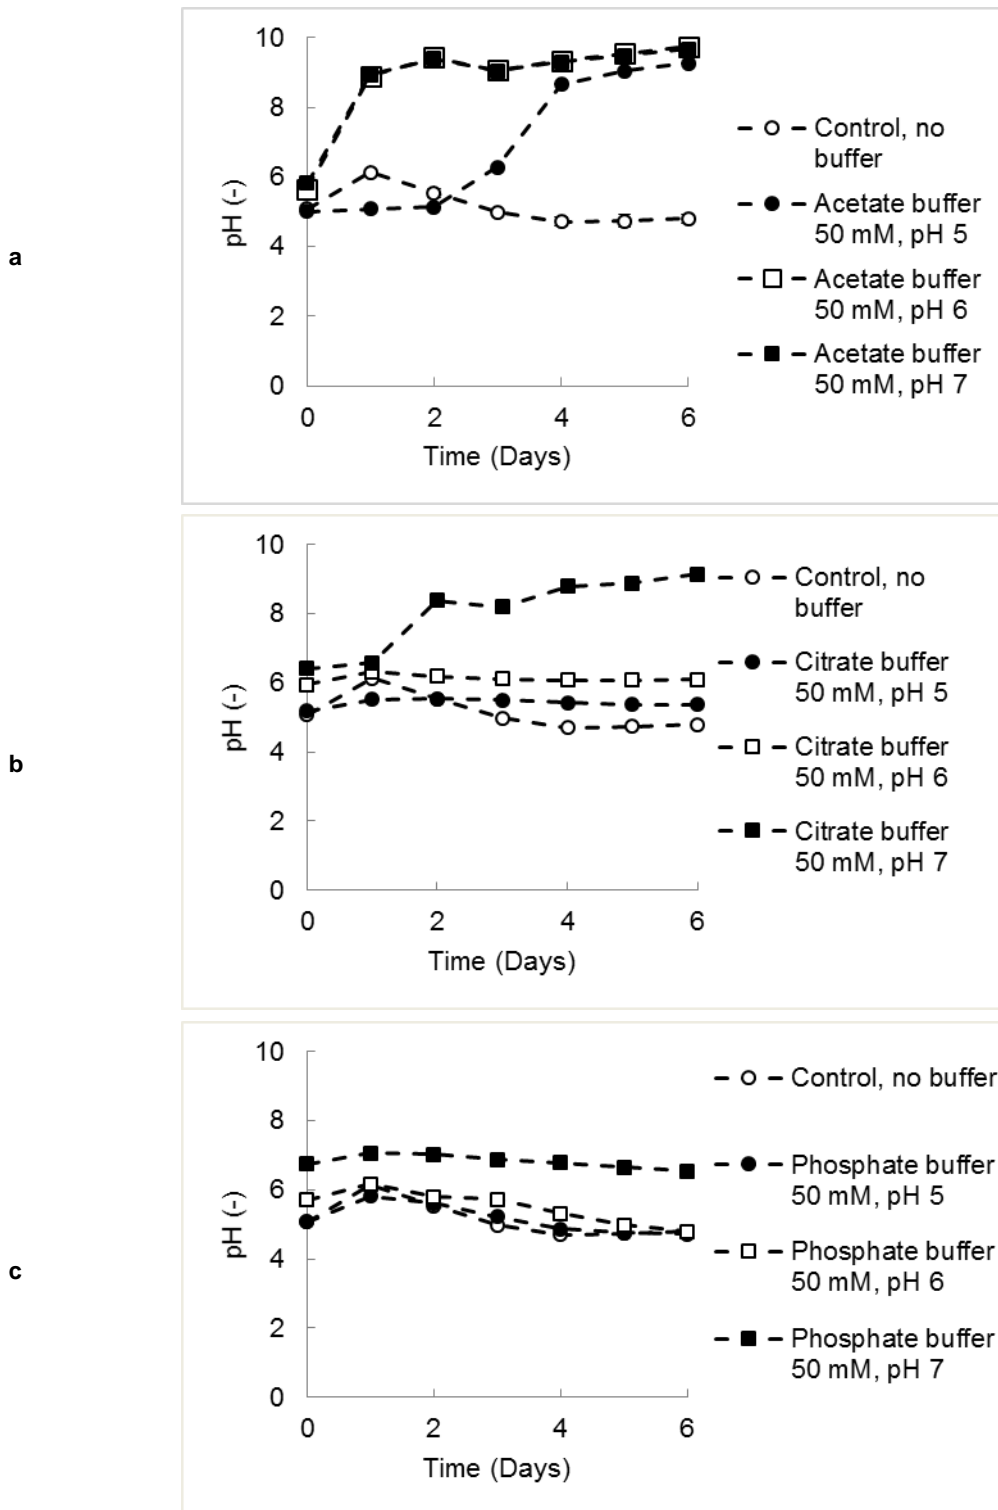 a
10
8
6
4
2
0
pH (-)
0 2 4 6
Time (Days)
Control, no
buffer
Acetate buffer
50 mM, pH 5
Acetate buffer
50 mM, pH 6
Acetate buffer
50 mM, pH 7
b
10
8
6
4
2
0
pH (-)
0 2 4 6
Time (Days)
Control, no
buffer
Citrate buffer
50 mM, pH 5
Citrate buffer
50 mM, pH 6
Citrate buffer
50 mM, pH 7
c
10
8
6
4
2
0
pH (-)
0 2 4 6
Time (Days)
Control, no buffer
Phosphate buffer
50 mM, pH 5
Phosphate buffer
50 mM, pH 6
Phosphate buffer
50 mM, pH 7